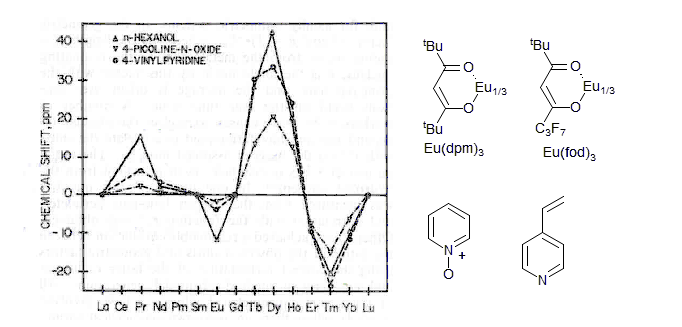 n-HEXANOL
4-PICOLINE-N-OXIDE
4-VINYLPYRIDINE
CHEMICAL SHIFT, ppm
40
30
20
10
0
-10
-20
La Ce Pr Nd Pm Sm Eu Gd Tb Dy Ho Er Tm Yb Lu
tBu
O
Eu1/3
O
tBu
Eu(dpm)3
tBu
O
Eu1/3
O
C3F7
Eu(fod)3
N +
O
N